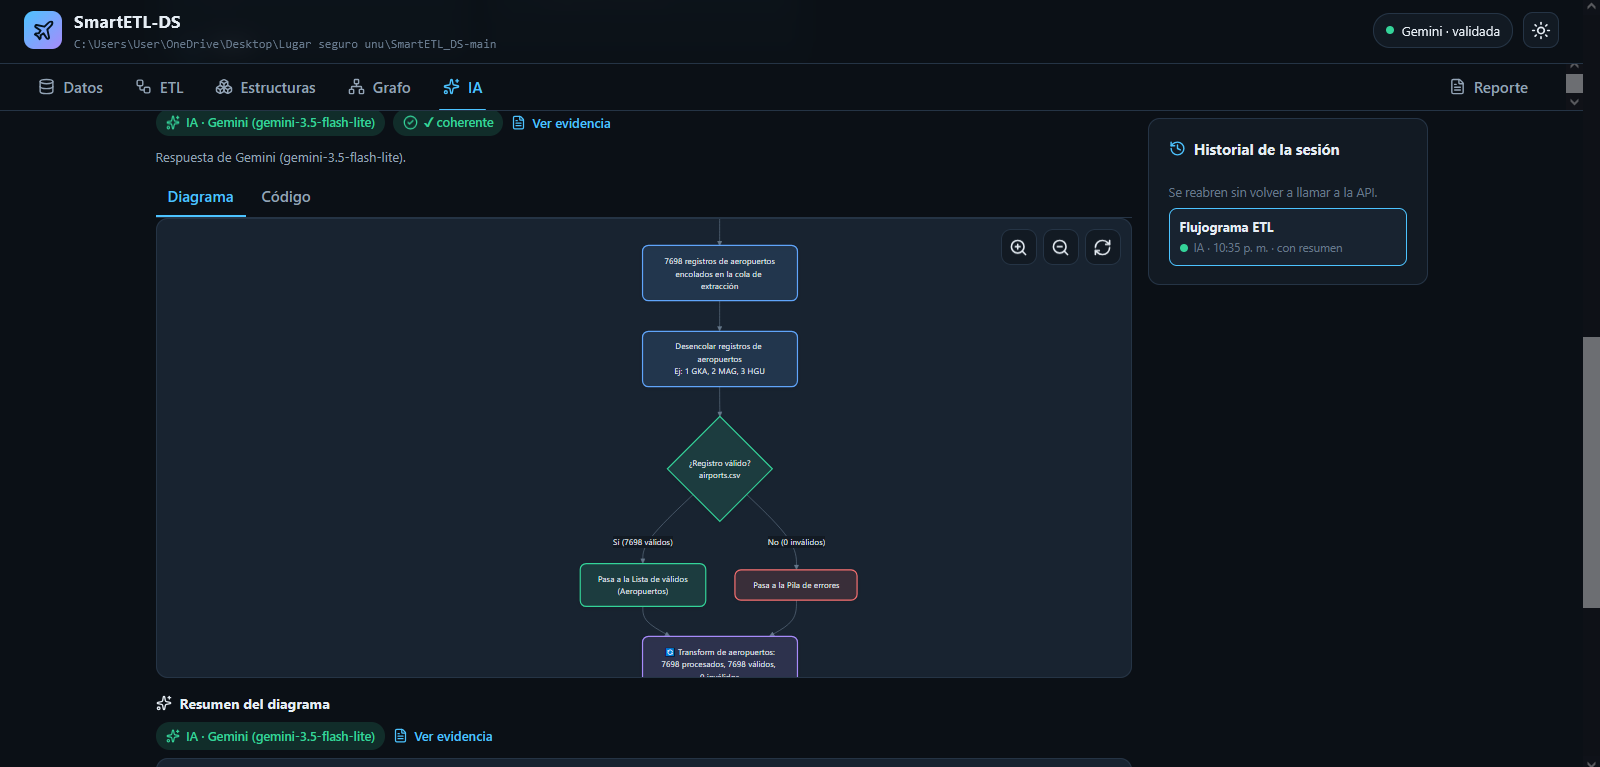 SmartETL-DS
C:\Users\User\OneDrive\Desktop\Lugar seguro unu\SmartETL_DS-main
Gemini · validada
Datos
ETL
Estructuras
Grafo
IA
Reporte
IA · Gemini (gemini-3.5-flash-lite)
✓ coherente
Ver evidencia
Respuesta de Gemini (gemini-3.5-flash-lite).
Diagrama
Código
7698 registros de aeropuertos
encolados en la cola de
extracción
Desencolar registros de
aeropuertos
Ej: 1 GKA, 2 MAG, 3 HGU
¿Registro válido?
airports.csv
Sí (7698 válidos)
No (0 inválidos)
Pasa a la Lista de válidos
(Aeropuertos)
Pasa a la Pila de errores
Transform de aeropuertos:
7698 procesados, 7698 válidos,
0 inválidos
Resumen del diagrama
IA · Gemini (gemini-3.5-flash-lite)
Ver evidencia
Historial de la sesión
Se reabren sin volver a llamar a la API.
Flujograma ETL
IA · 10:35 p. m. · con resumen